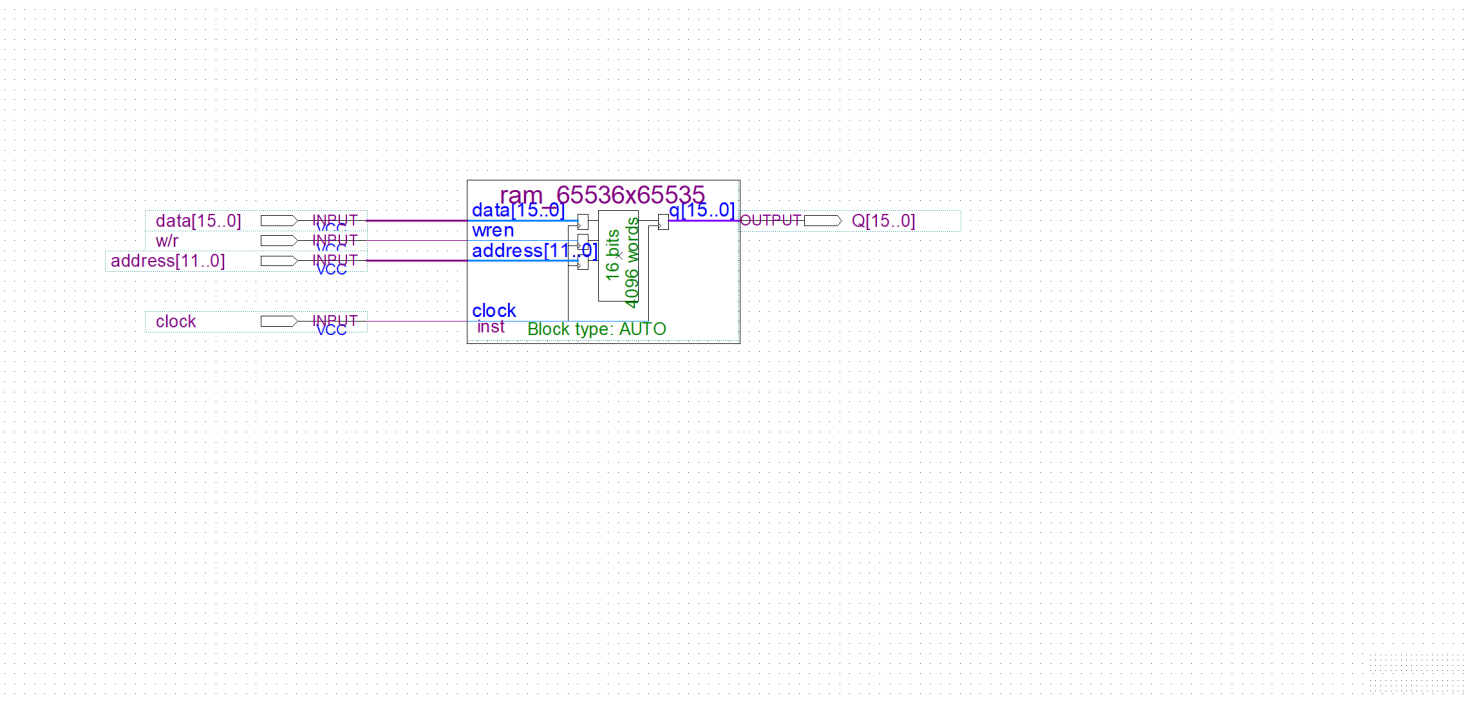 ram_65536x65535
data[15..0] INPUT VCC data[15..0] q[15..0] OUTPUT Q[15..0]
w/r INPUT VCC wren
address[11..0] INPUT VCC address[11..0]
16 bits
4096 words
clock INPUT VCC clock
inst Block type: AUTO